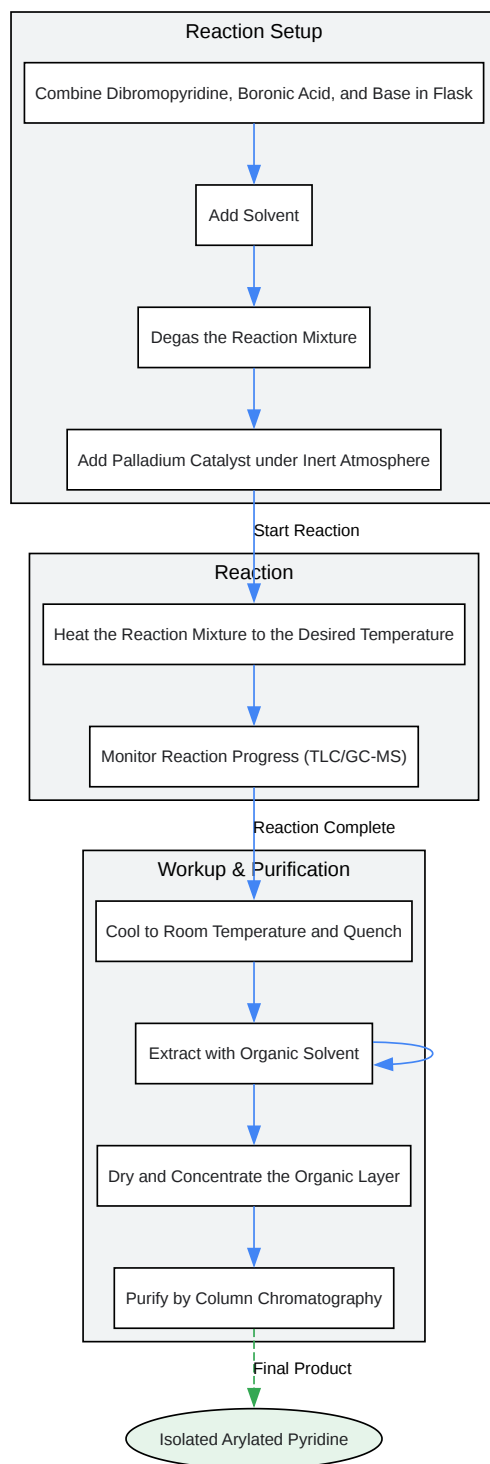 Reaction Setup
Combine Dibromopyridine, Boronic Acid, and Base in Flask
Add Solvent
Degas the Reaction Mixture
Add Palladium Catalyst under Inert Atmosphere
Start Reaction
Reaction
Heat the Reaction Mixture to the Desired Temperature
Monitor Reaction Progress (TLC/GC-MS)
Reaction Complete
Workup & Purification
Cool to Room Temperature and Quench
Extract with Organic Solvent
Dry and Concentrate the Organic Layer
Purify by Column Chromatography
Final Product
Isolated Arylated Pyridine